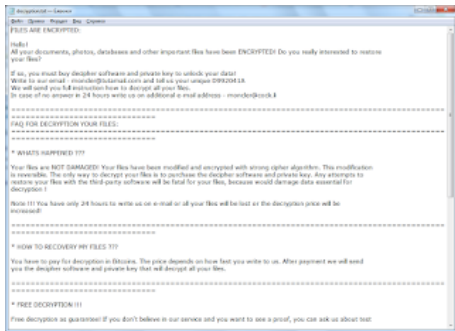 FILES ARE ENCRYPTED:
Hello!
All your documents, photos, databases and other important files have been ENCRYPTED! Do you really interested to restore
your files?
If so, you must buy decipher software and private key to unlock your data!
Write to our email - and tell us your unique
We will send you full instruction how to decrypt all your files.
In case of no answer in 24 hours write us on additional e-mail address -
================================================
FAQ FOR DECRYPTION YOUR FILES:
================================================
* WHATS HAPPENED ???
Your files are NOT DAMAGED! Your files have been modified and encrypted with strong cipher algorithm. This modification
is reversible. The only way to decrypt your files is to purchase the decipher software and private key. Any attempts to
restore your files with the third-party software will be fatal for your files, because would damage data essential for
decryption !
Note !!! You have only 24 hours to write us on e-mail or all your files will be lost or the decryption price will be
increased!
================================================
* HOW TO RECOVERY MY FILES ???
You have to pay for decryption in Bitcoins. The price depends on how fast you write to us. After payment we will send
you the decipher software and private key that will decrypt all your files.
================================================
* FREE DECRYPTION !!!
Free decryption as guarantee! If you don't believe in our service and you want to see a proof, you can ask us about test